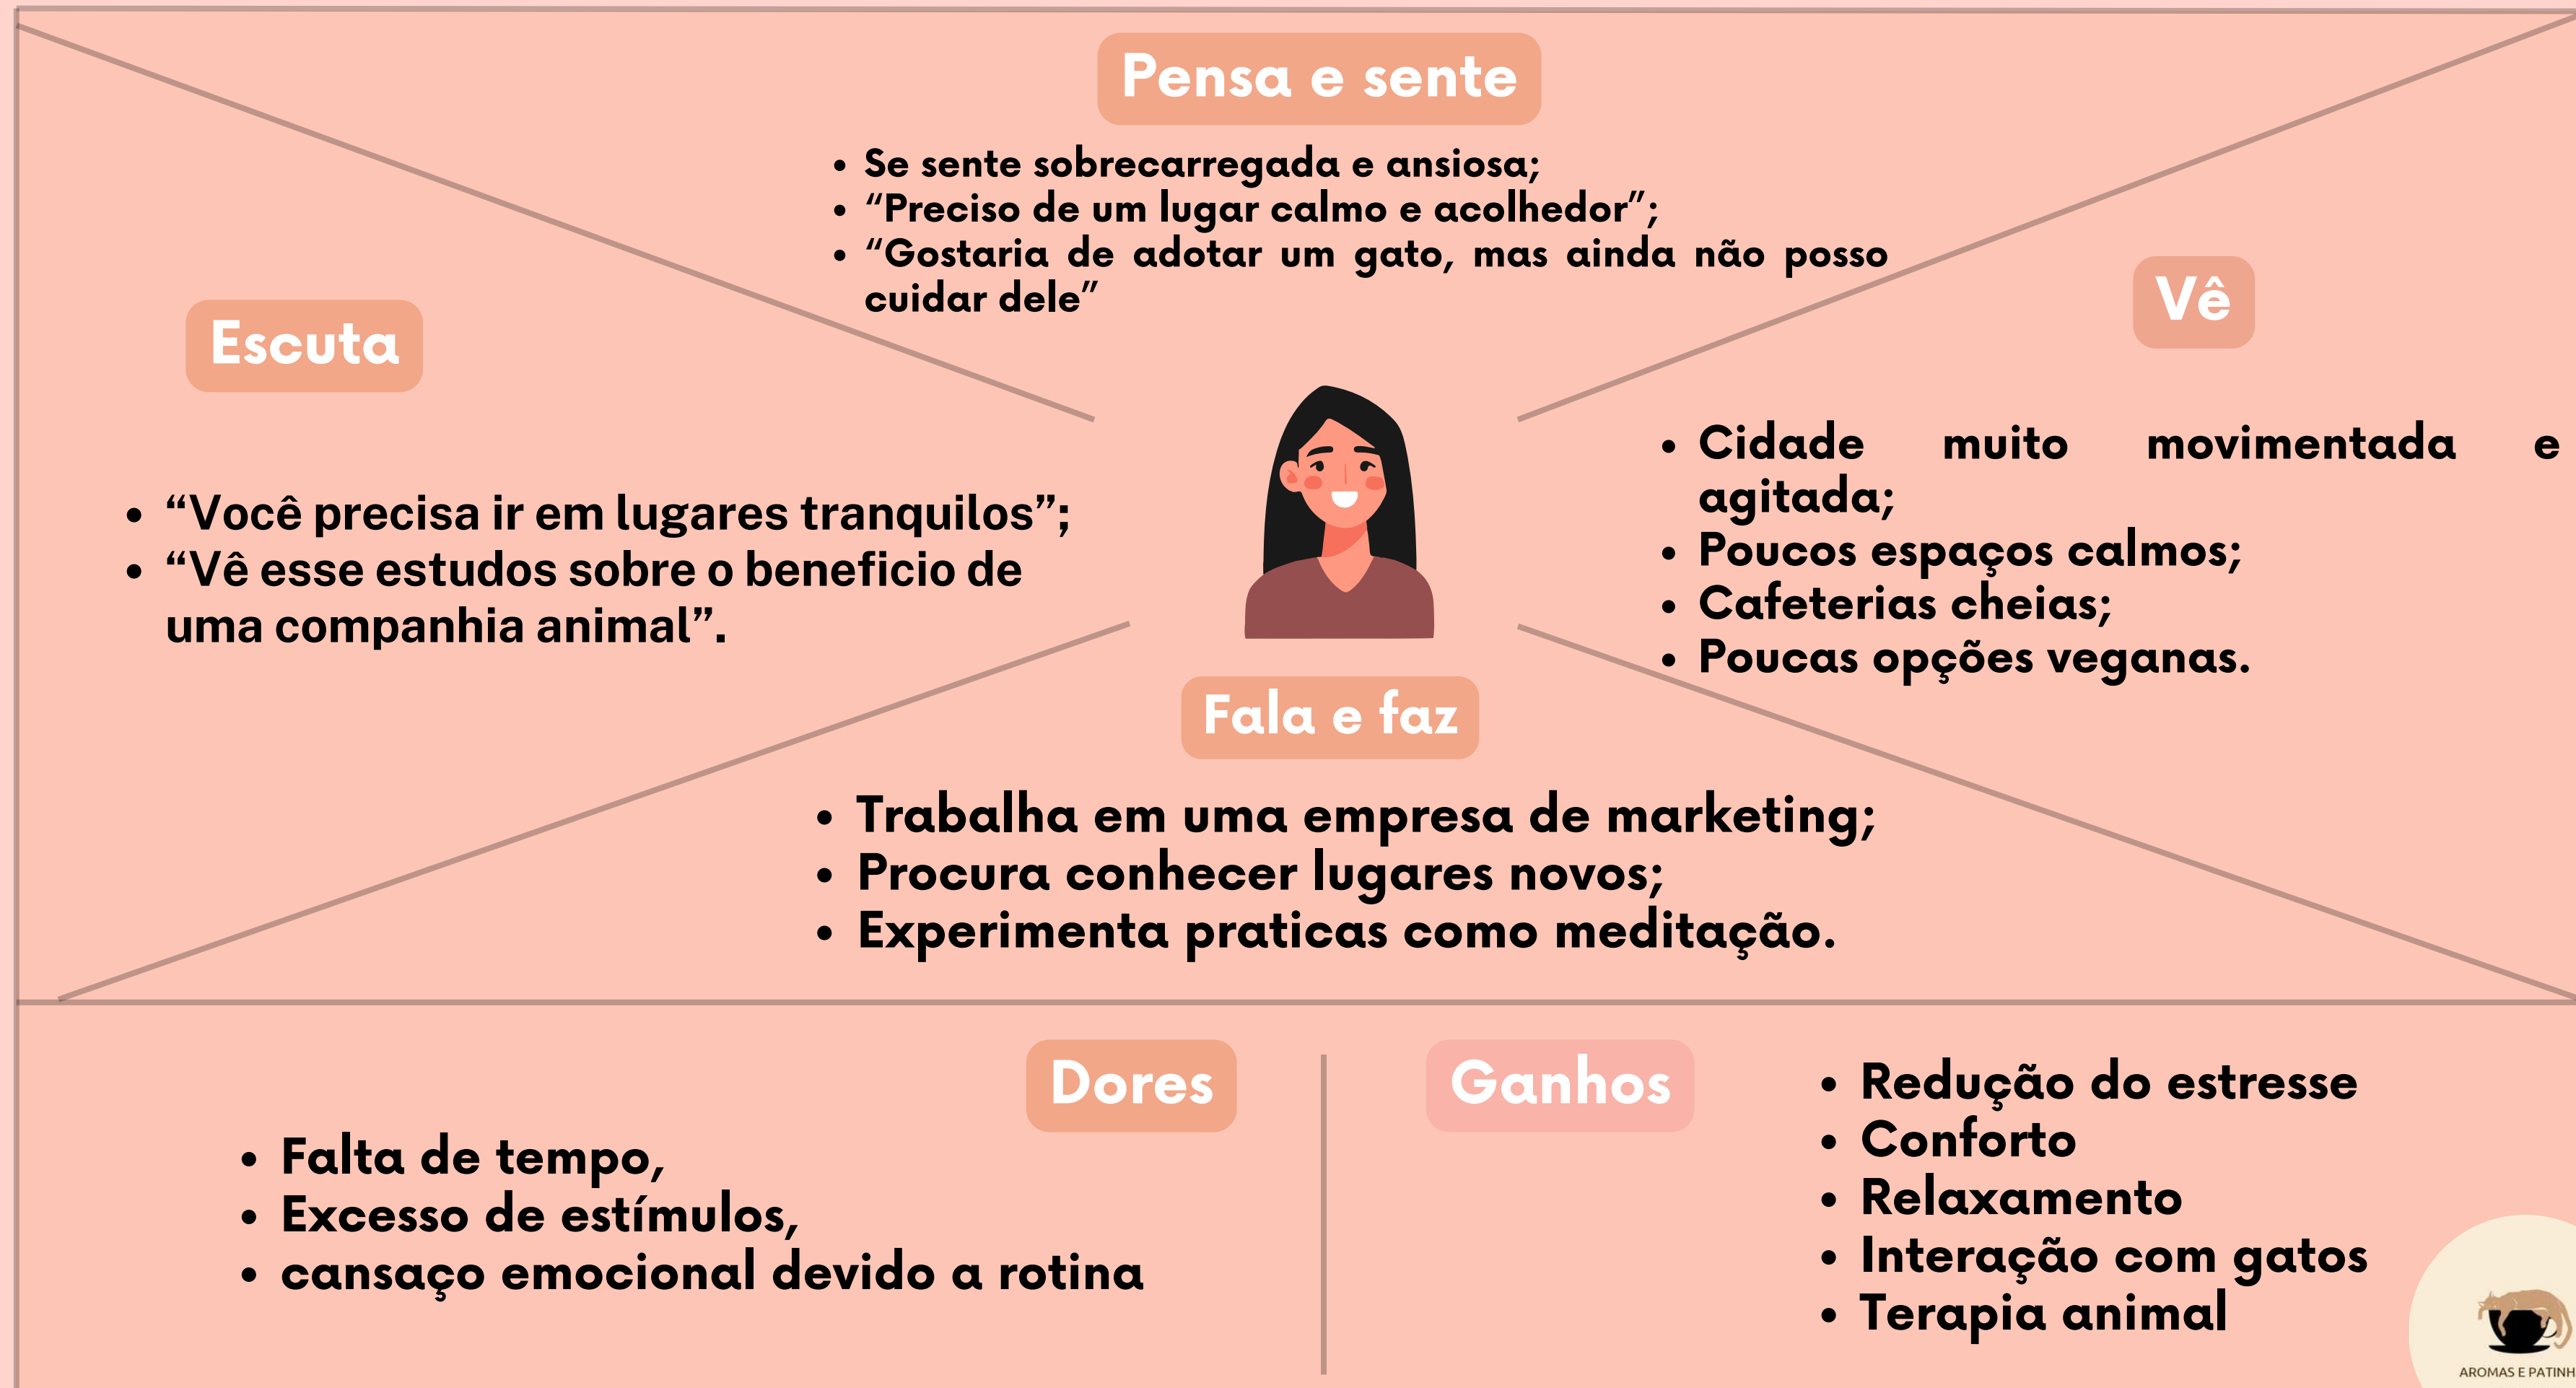 Pensa e sente
• Se sente sobrecarregada e ansiosa;
• “Preciso de um lugar calmo e acolhedor”;
• “Gostaria de adotar um gato, mas ainda não posso
cuidar dele”
Escuta
• “Você precisa ir em lugares tranquilos”;
• “Vê esse estudos sobre o beneficio de
uma companhia animal”.
Vê
• Cidade muito movimentada e
agitada;
• Poucos espaços calmos;
• Cafeterias cheias;
• Poucas opções veganas.
Fala e faz
• Trabalha em uma empresa de marketing;
• Procura conhecer lugares novos;
• Experimenta praticas como meditação.
Dores
• Falta de tempo,
• Excesso de estímulos,
• cansaço emocional devido a rotina
Ganhos
• Redução do estresse
• Conforto
• Relaxamento
• Interação com gatos
• Terapia animal
AROMAS E PATINH